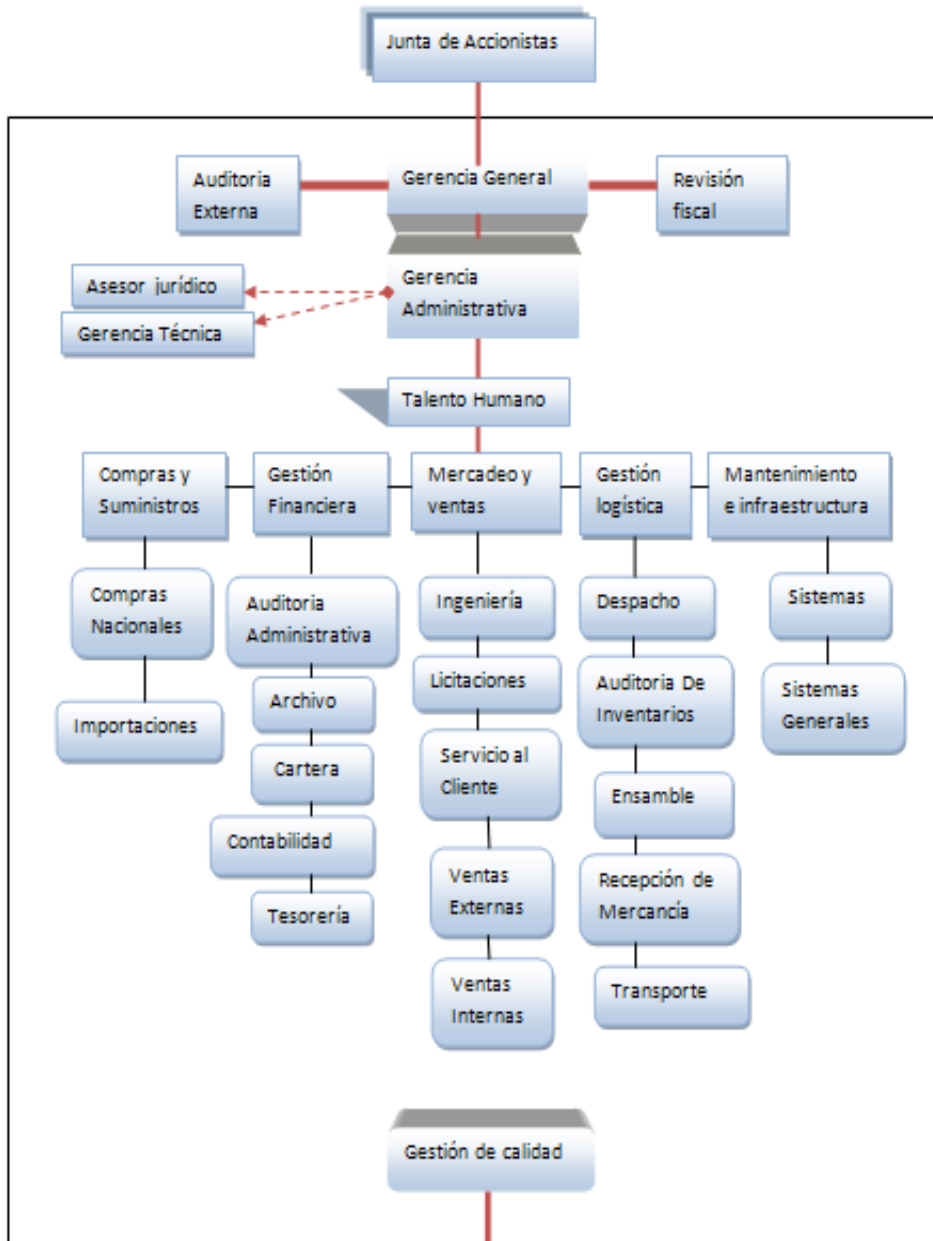 Junta de Accionistas
Auditoria
Externa
Gerencia General
Revisión
fiscal
Gerencia
Administrativa
Asesor jurídico
Gerencia Técnica
Talento Humano
Compras y
Suministros
Gestión
Financiera
Mercadeo y
ventas
Gestión
logística
Mantenimiento
e infraestructura
Compras
Nacionales
Importaciones
Auditoria
Administrativa
Archivo
Cartera
Contabilidad
Tesorería
Ingeniería
Licitaciones
Servicio al
Cliente
Ventas
Externas
Ventas
Internas
Despacho
Auditoria De
Inventarios
Ensamble
Recepción de
Mercancía
Transporte
Sistemas
Sistemas
Generales
Gestión de calidad